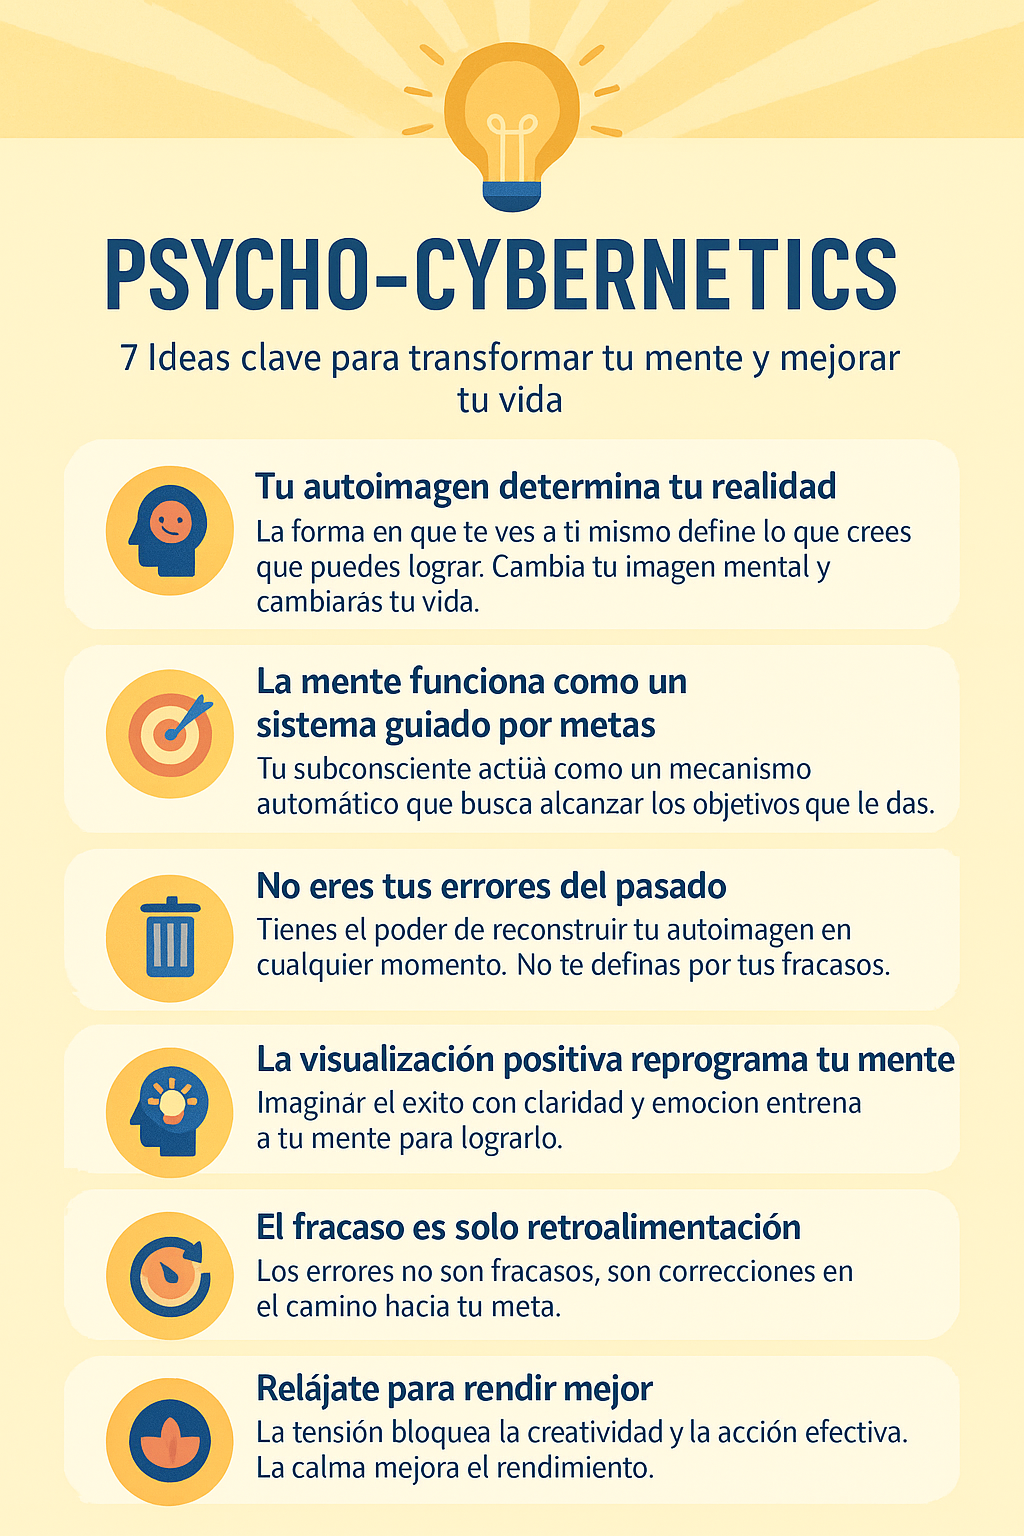 PSYCHO-CYBERNETICS
7 Ideas clave para transformar tu mente y mejorar
tu vida
Tu autoimagen determina tu realidad
La forma en que te ves a ti mismo define lo que crees
que puedes lograr. Cambia tu imagen mental y
cambiarás tu vida.
La mente funciona como un
sistema guiado por metas
Tu subconsciente actüà como un mecanismo
automático que busca alcanzar los objetivos que le das.
No eres tus errores del pasado
Tienes el poder de reconstruir tu autoimagen en
cualquier momento. No te definas por tus fracasos.
La visualización positiva reprograma tu mente
Imaginár el exito con claridad y emocion entrena
a tu mente para lograrlo.
El fracaso es solo retroalimentación
Los errores no son fracasos, son correcciones en
el camino hacia tu meta.
Relájate para rendir mejor
La tensión bloquea la creatividad y la acción efectiva.
La calma mejora el rendimiento.